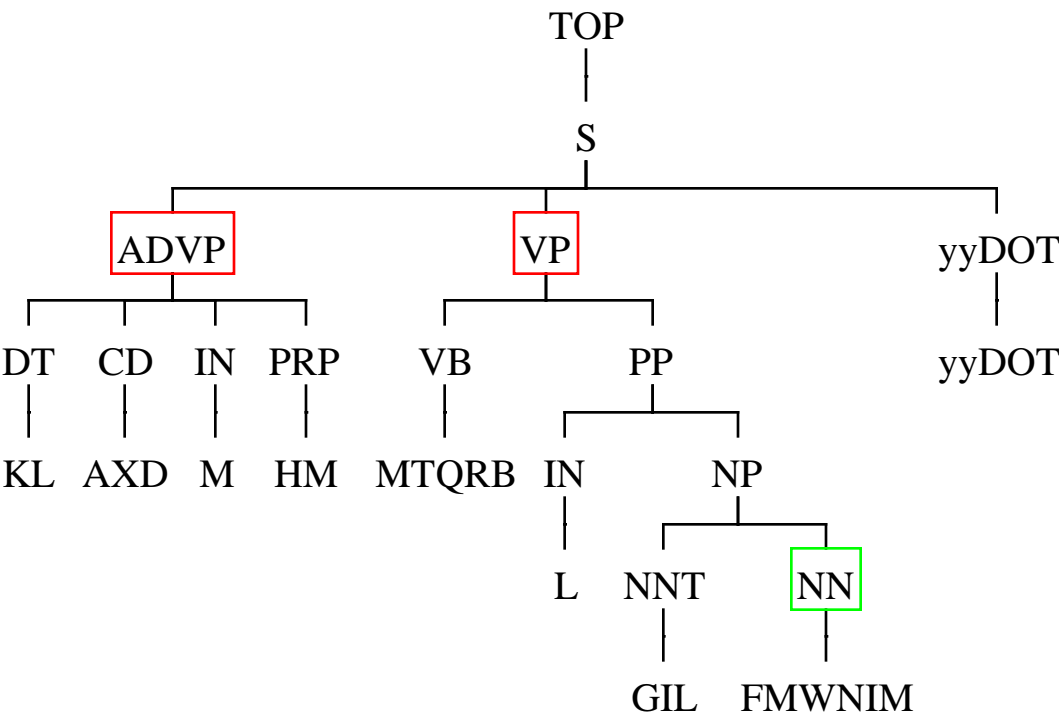 TOP
S
ADVP VP yyDOT
DT CD IN PRP VB PP yyDOT
KL AXD M HM MTQRB IN NP
L NNT NN
GIL FMWNIM